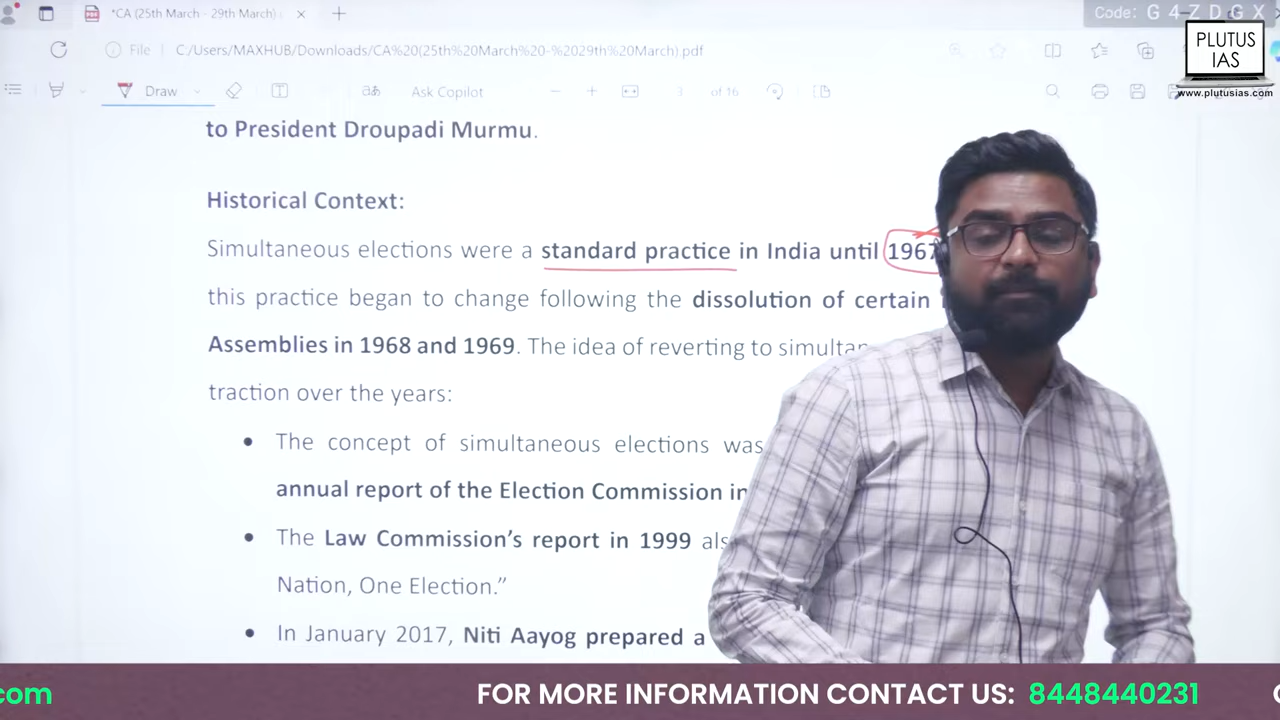 *CA (25th March - 29th March)
Code: G 4 Z D G X
File C:/Users/MAXHUB/Downloads/CA%20(25th%20March%20-%2029th%20March).pdf
PLUTUS
IAS
www.plutusias.com
Draw
Ask Copilot
3 of 16
to President Droupadi Murmu.
Historical Context:
Simultaneous elections were a standard practice in India until 1967
this practice began to change following the dissolution of certain
Assemblies in 1968 and 1969. The idea of reverting to simultan
traction over the years:
• The concept of simultaneous elections was
annual report of the Election Commission in
• The Law Commission's report in 1999 als
Nation, One Election.”
• In January 2017, Niti Aayog prepared a
com FOR MORE INFORMATION CONTACT US: 8448440231